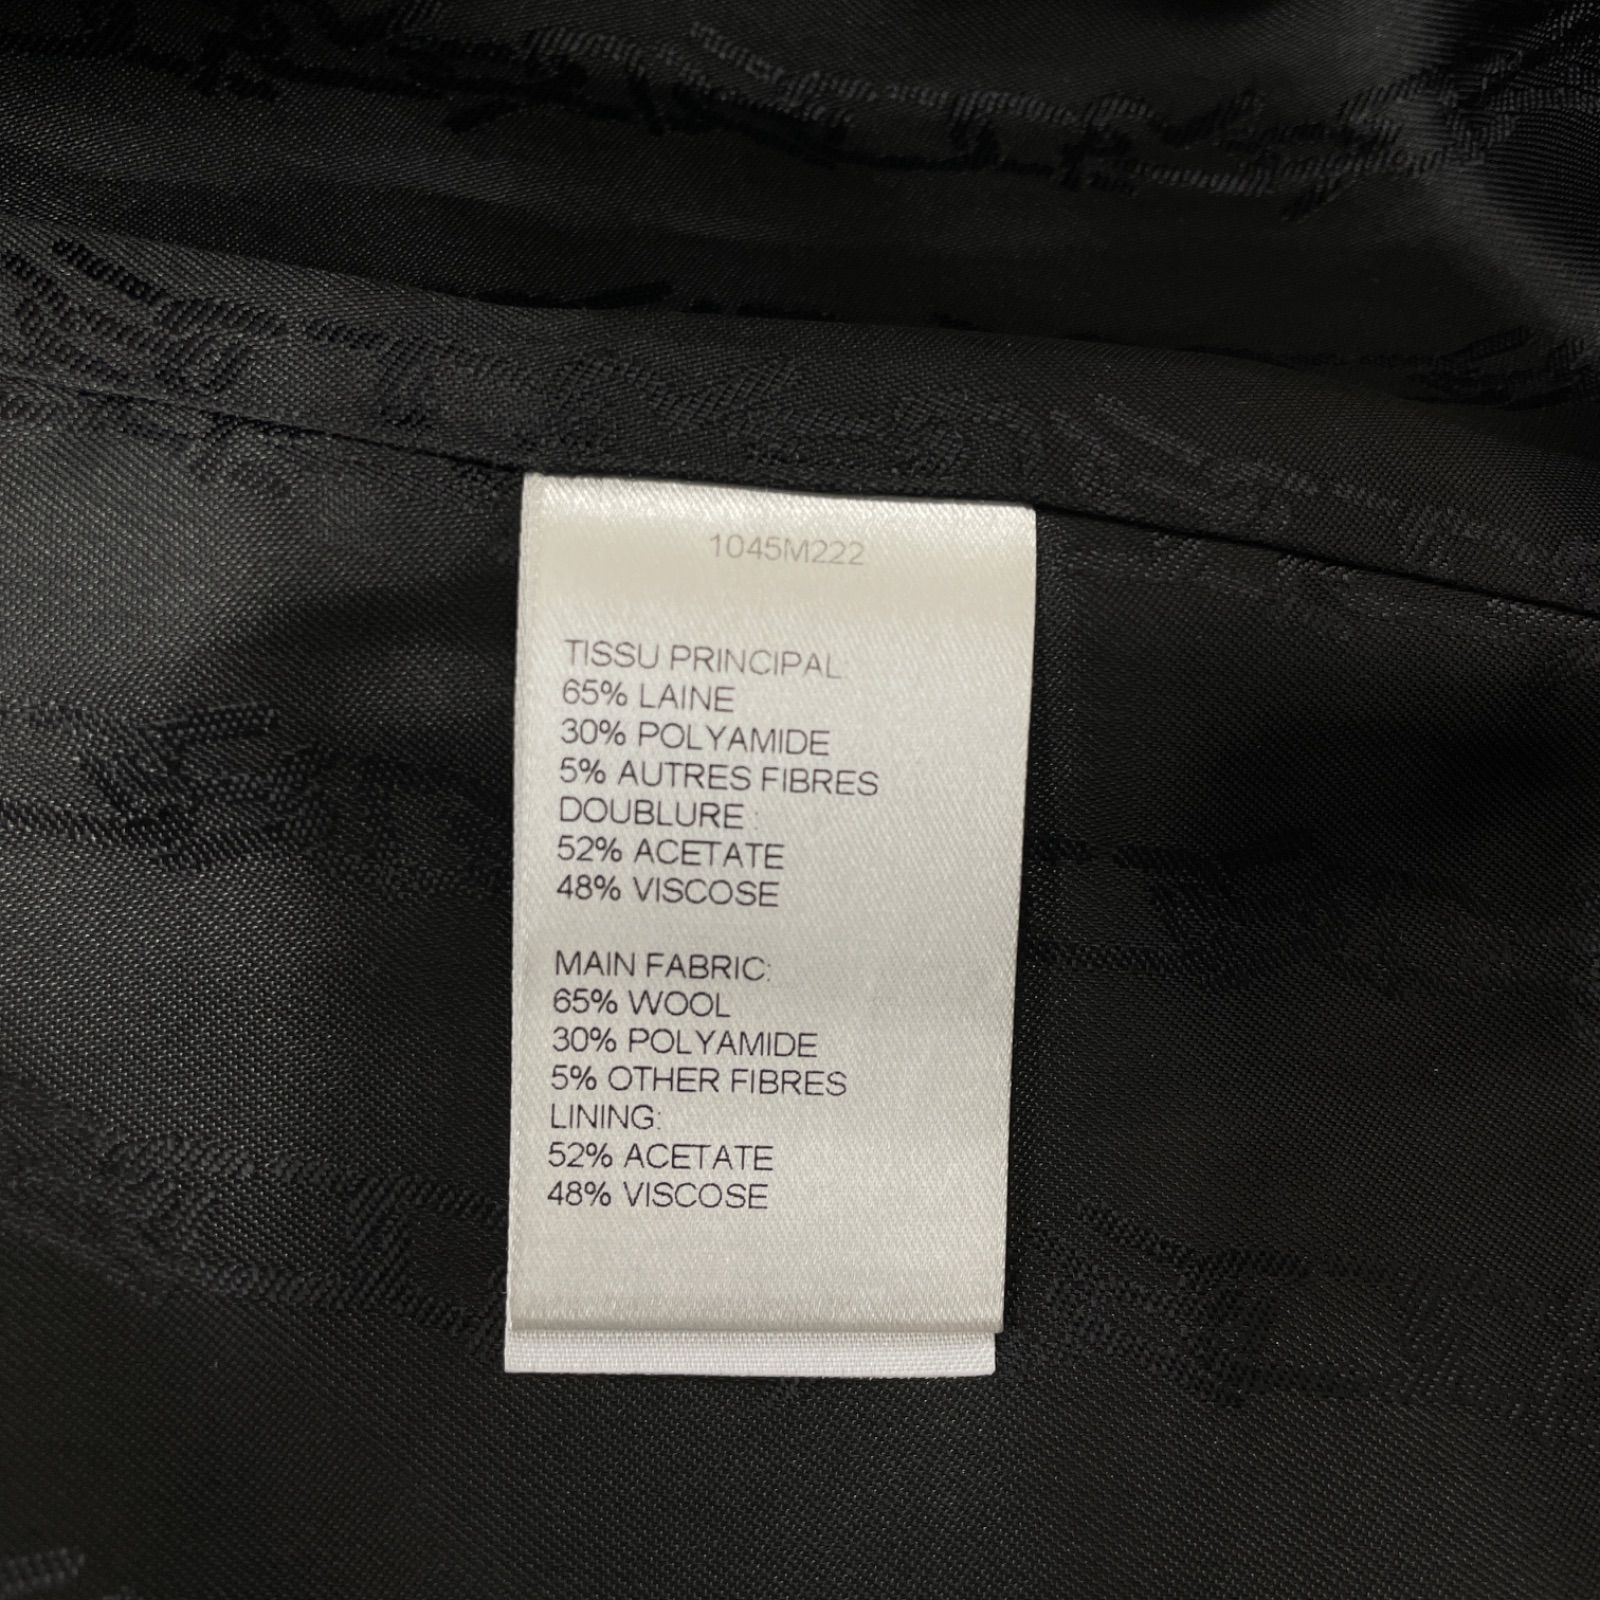 1045M222
TISSU PRINCIPAL:
65% LAINE
30% POLYAMIDE
5% AUTRES FIBRES
DOUBLURE :
52% ACETATE
48% VISCOSE
MAIN FABRIC:
65% WOOL
30% POLYAMIDE
5% OTHER FIBRES
LINING:
52% ACETATE
48% VISCOSE